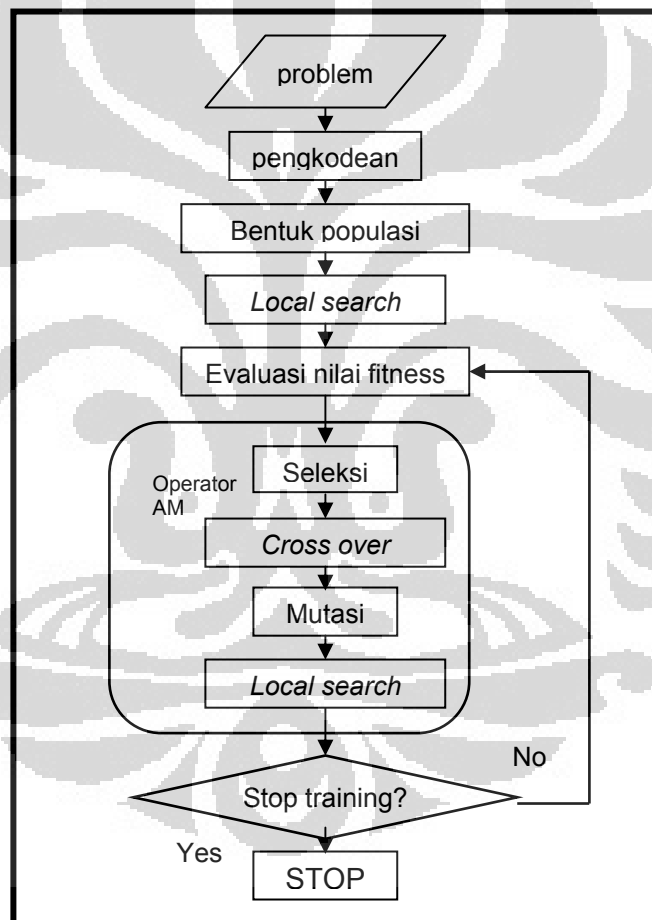 problem
pengkodean
Bentuk populasi
Local search
Evaluasi nilai fitness
Operator
AM
Seleksi
Cross over
Mutasi
Local search
No
Stop training?
Yes
STOP